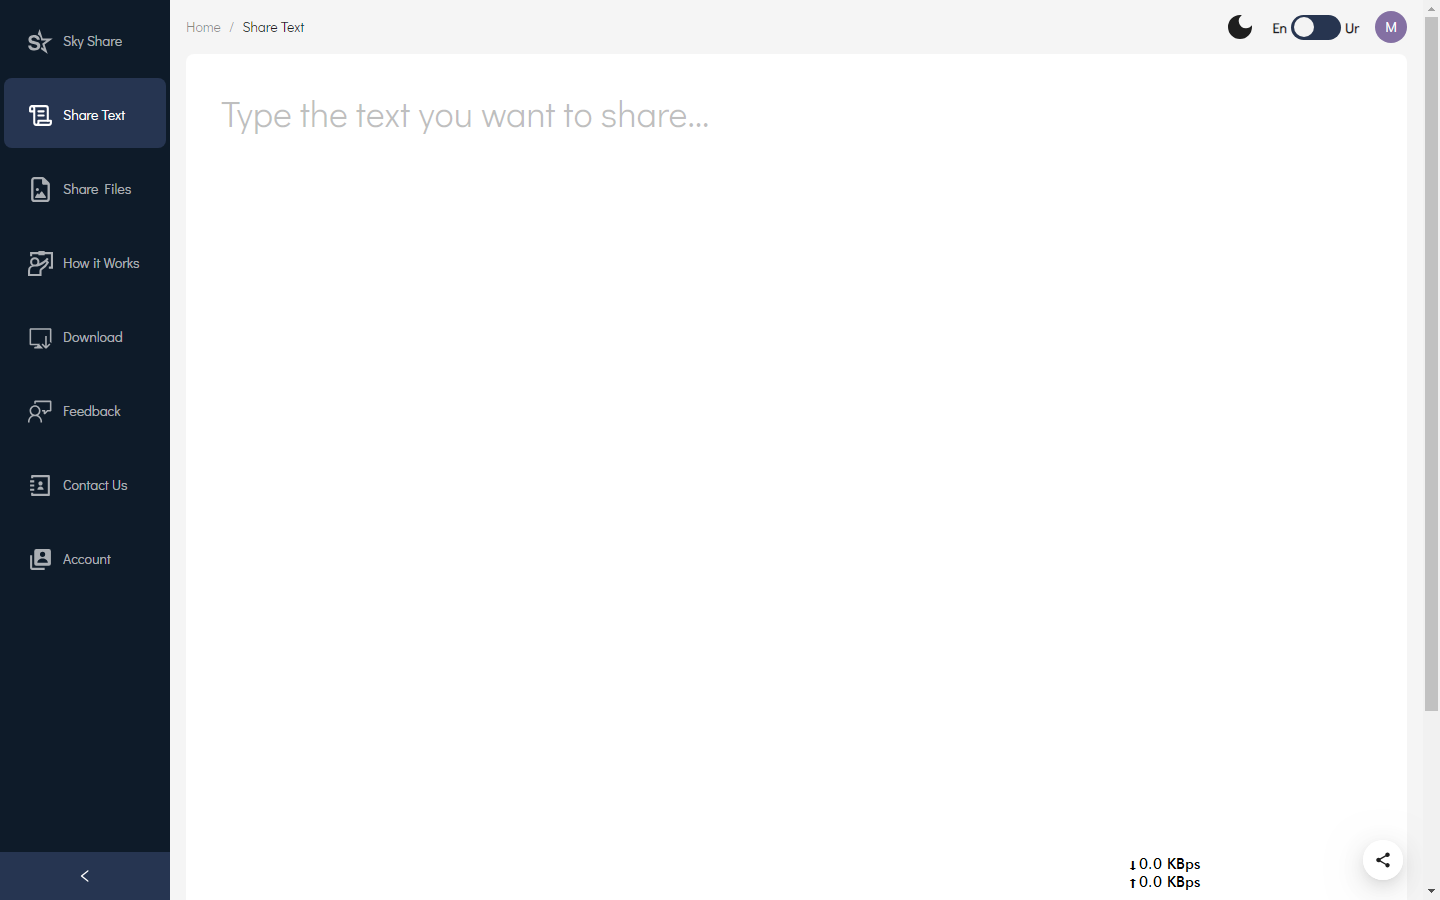 Sky Share
Share Text
Share Files
How it Works
Download
Feedback
Contact Us
Account
Home / Share Text
En Ur M
Type the text you want to share...
↓0.0 KBps
↑0.0 KBps